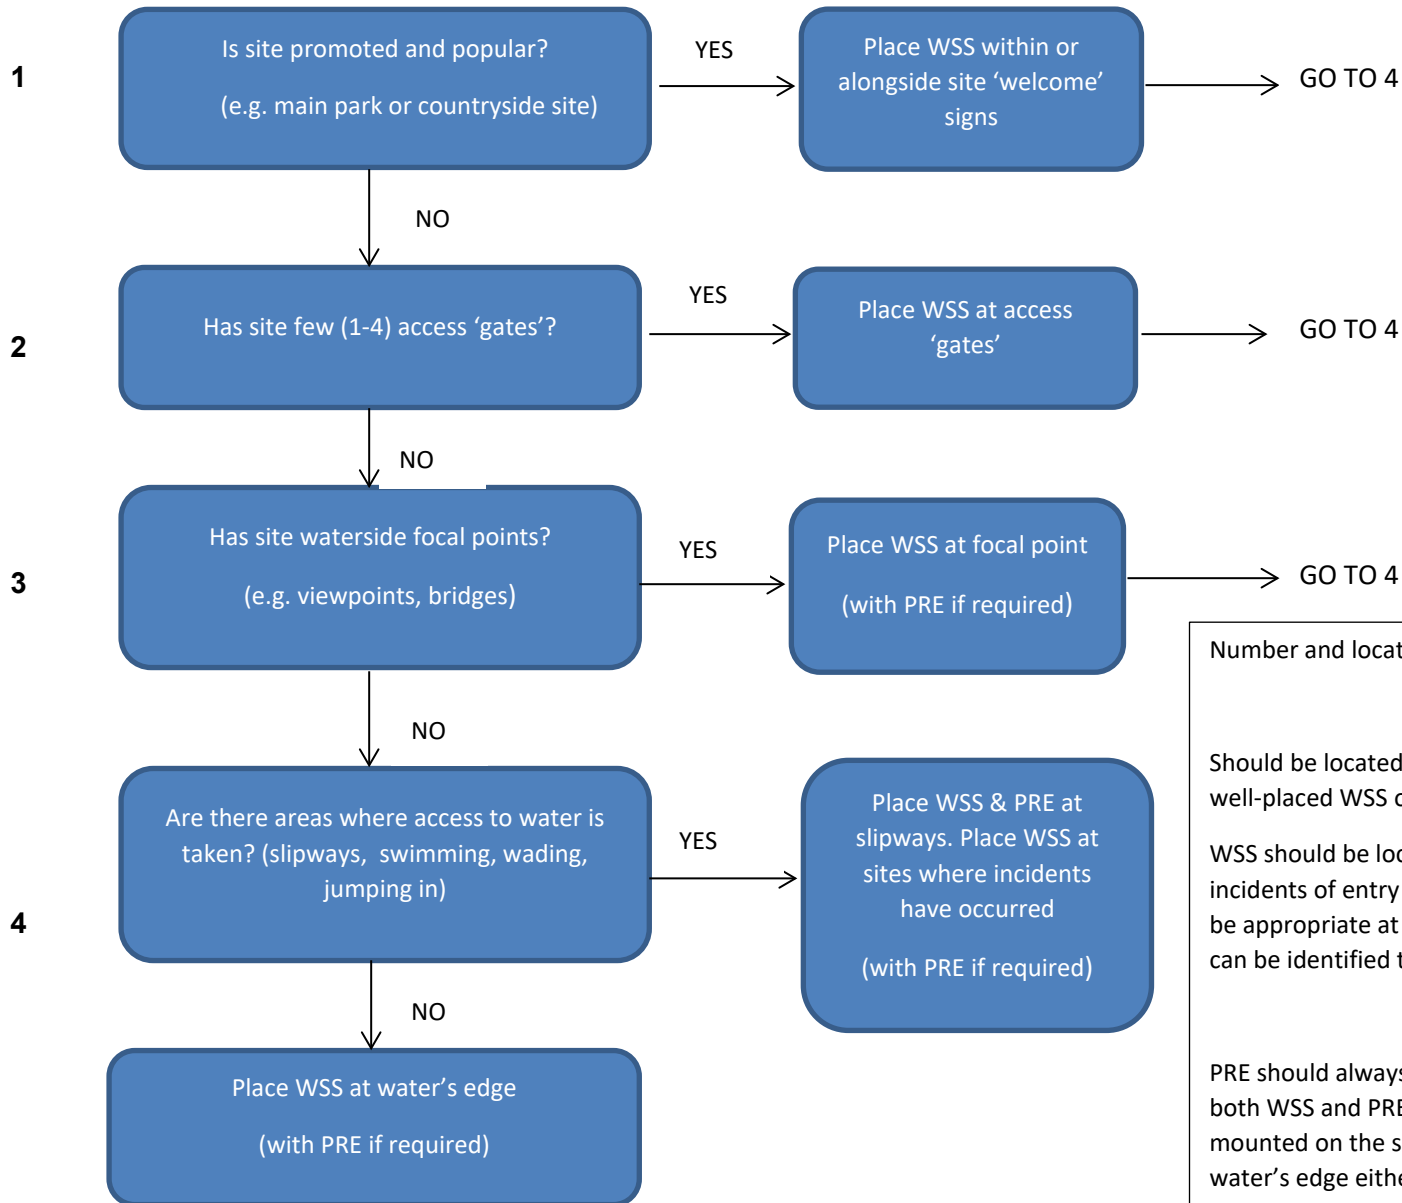 1
Is site promoted and popular?
(e.g. main park or countryside site)
YES
Place WSS within or
alongside site ‘welcome’
signs
GO TO 4
NO
2
Has site few (1-4) access ‘gates’?
YES
Place WSS at access
‘gates’
GO TO 4
NO
3
Has site waterside focal points?
(e.g. viewpoints, bridges)
YES
Place WSS at focal point
(with PRE if required)
GO TO 4
NO
4
Are there areas where access to water is
taken? (slipways, swimming, wading,
jumping in)
YES
Place WSS & PRE at
slipways. Place WSS at
sites where incidents
have occurred
(with PRE if required)
NO
Place WSS at water’s edge
(with PRE if required)
Number and
Should be located
well-placed WSS
WSS should be
incidents of entry
be appropriate at
can be identified
PRE should
both WSS and PRE
mounted on the
water’s edge